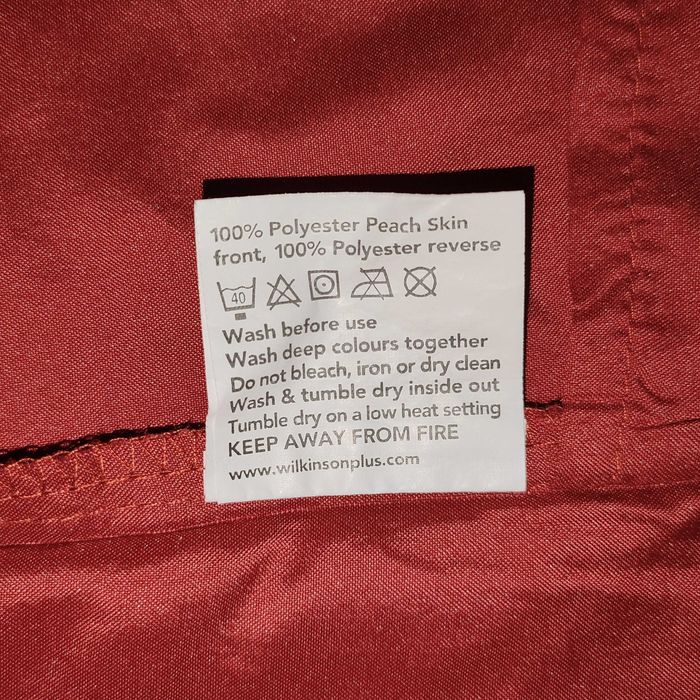 100% Polyester Peach Skin
front, 100% Polyester reverse
40
Wash before use
Wash deep colours together
Do not bleach, iron or dry clean
Wash & tumble dry inside out
Tumble dry on a low heat setting
KEEP AWAY FROM FIRE
www.wilkinsonplus.com